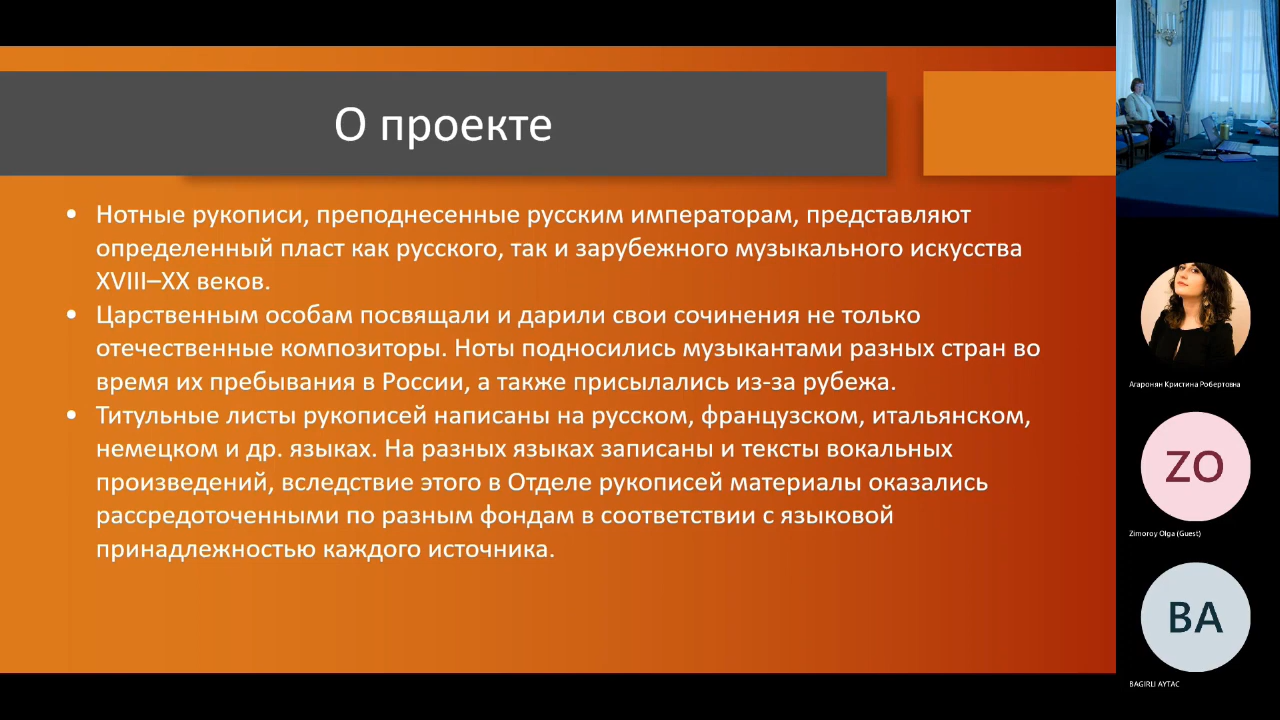 О проекте
Нотные рукописи, преподнесенные русским императорам, представляют
определенный пласт как русского, так и зарубежного музыкального искусства
XVIII–XX веков.
Царственным особам посвящали и дарили свои сочинения не только
отечественные композиторы. Ноты подносились музыкантами разных стран во
время их пребывания в России, а также присылались из-за рубежа.
Титульные листы рукописей написаны на русском, французском, итальянском,
немецком и др. языках. На разных языках записаны и тексты вокальных
произведений, вследствие этого в Отделе рукописей материалы оказались
рассредоточенными по разным фондам в соответствии с языковой
принадлежностью каждого источника.
Агаронян Кристина Робертовна
ZO
Zimoroy Olga (Guest)
BA
BAGIRLI AYTAC